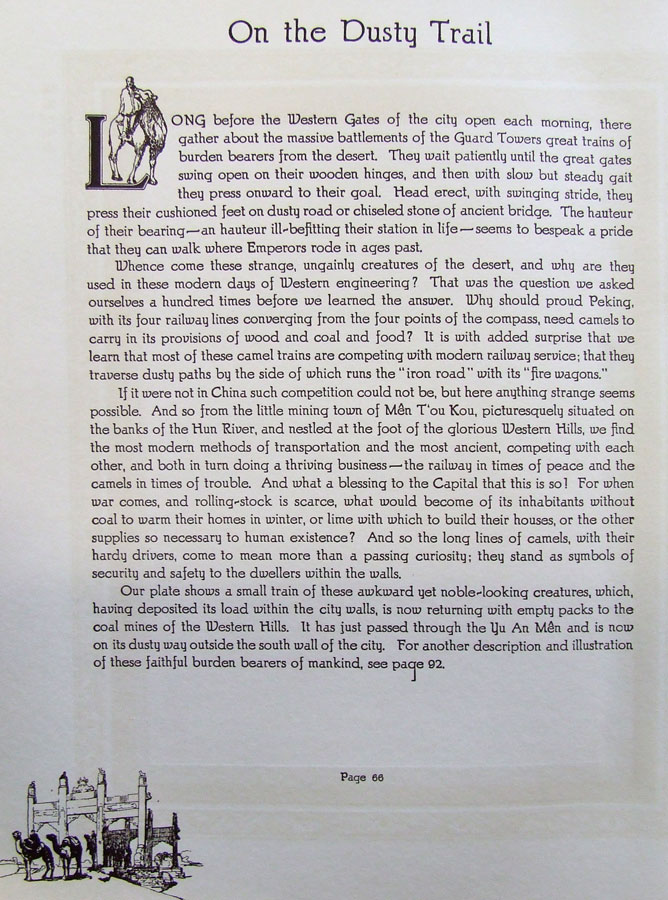 On the Dusty Trail
LONG before the Western Gates of the city open each morning, there
gather about the massive battlements of the Guard Towers great trains of
burden bearers from the desert. They wait patiently until the great gates
swing open on their wooden hinges, and then with slow but steady gait
they press onward to their goal. Head erect, with swinging stride, they
press their cushioned feet on dusty road or chiseled stone of ancient bridge. The hauteur
of their bearing—an hauteur ill-befitting their station in life—seems to bespeak a pride
that they can walk where Emperors rode in ages past.
Whence come these strange, ungainly creatures of the desert, and why are they
used in these modern days of Western engineering? That was the question we asked
ourselves a hundred times before we learned the answer. Why should proud Peking,
with its four railway lines converging from the four points of the compass, need camels to
carry in its provisions of wood and coal and food? It is with added surprise that we
learn that most of these camel trains are competing with modern railway service; that they
traverse dusty paths by the side of which runs the "iron road" with its "fire wagons."
If it were not in China such competition could not be, but here anything strange seems
possible. And so from the little mining town of Mên T'ou Kou, picturesquely situated on
the banks of the Hun River, and nestled at the foot of the glorious Western Hills, we find
the most modern methods of transportation and the most ancient, competing with each
other, and both in turn doing a thriving business—the railway in times of peace and the
camels in times of trouble. And what a blessing to the Capital that this is so! For when
war comes, and rolling-stock is scarce, what would become of its inhabitants without
coal to warm their homes in winter, or lime with which to build their houses, or the other
supplies so necessary to human existence? And so the long lines of camels, with their
hardy drivers, come to mean more than a passing curiosity; they stand as symbols of
security and safety to the dwellers within the walls.
Our plate shows a small train of these awkward yet noble-looking creatures, which,
having deposited its load within the city walls, is now returning with empty packs to the
coal mines of the Western Hills. It has just passed through the Yu An Mên and is now
on its dusty way outside the south wall of the city. For another description and illustration
of these faithful burden bearers of mankind, see page 92.
Page 66